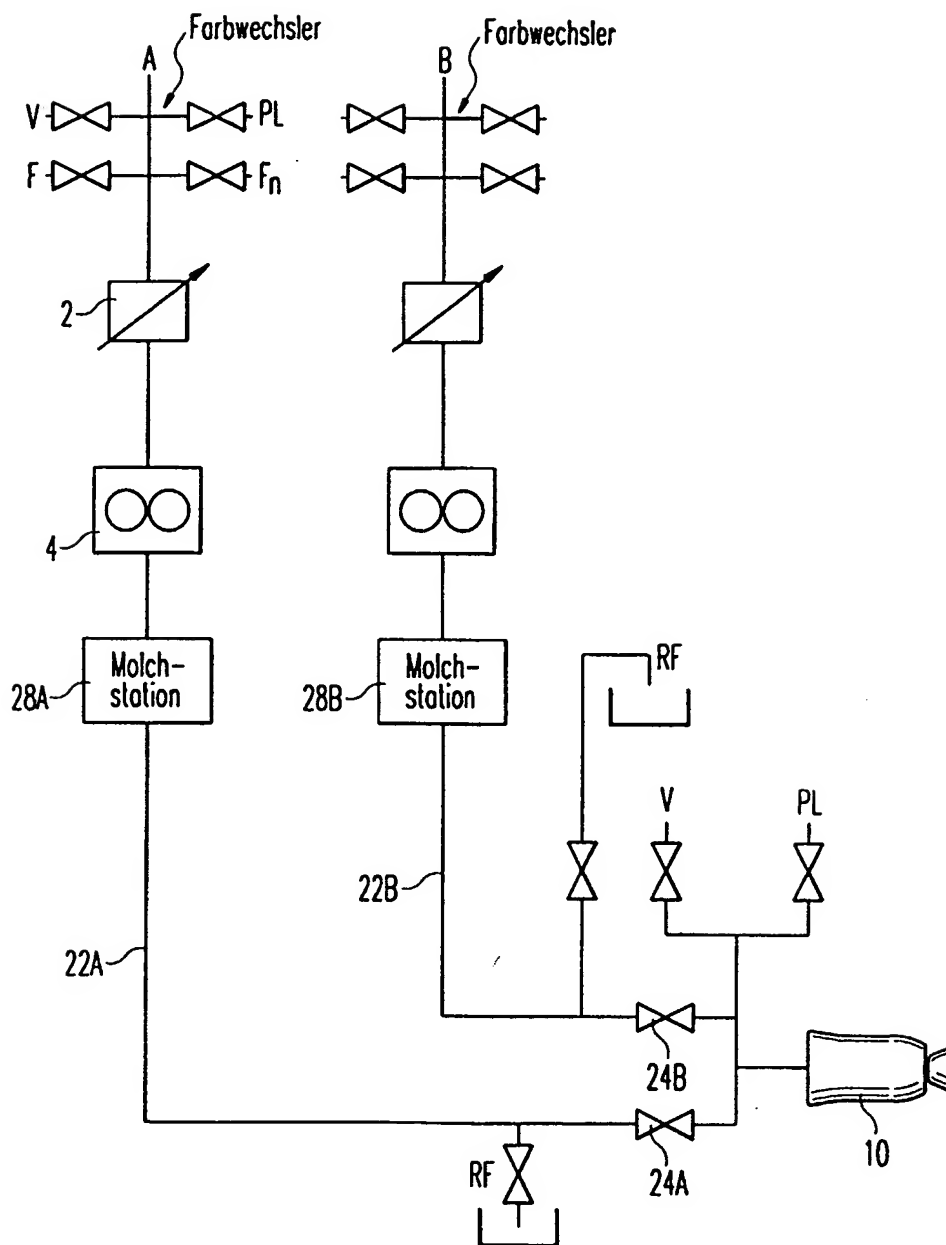 Farbwechsler
Farbwechsler
A
B
V
PL
F
Fn
2
4
Molch-
station
28A
Molch-
station
28B
RF
V
PL
22B
22A
24B
24A
10
RF